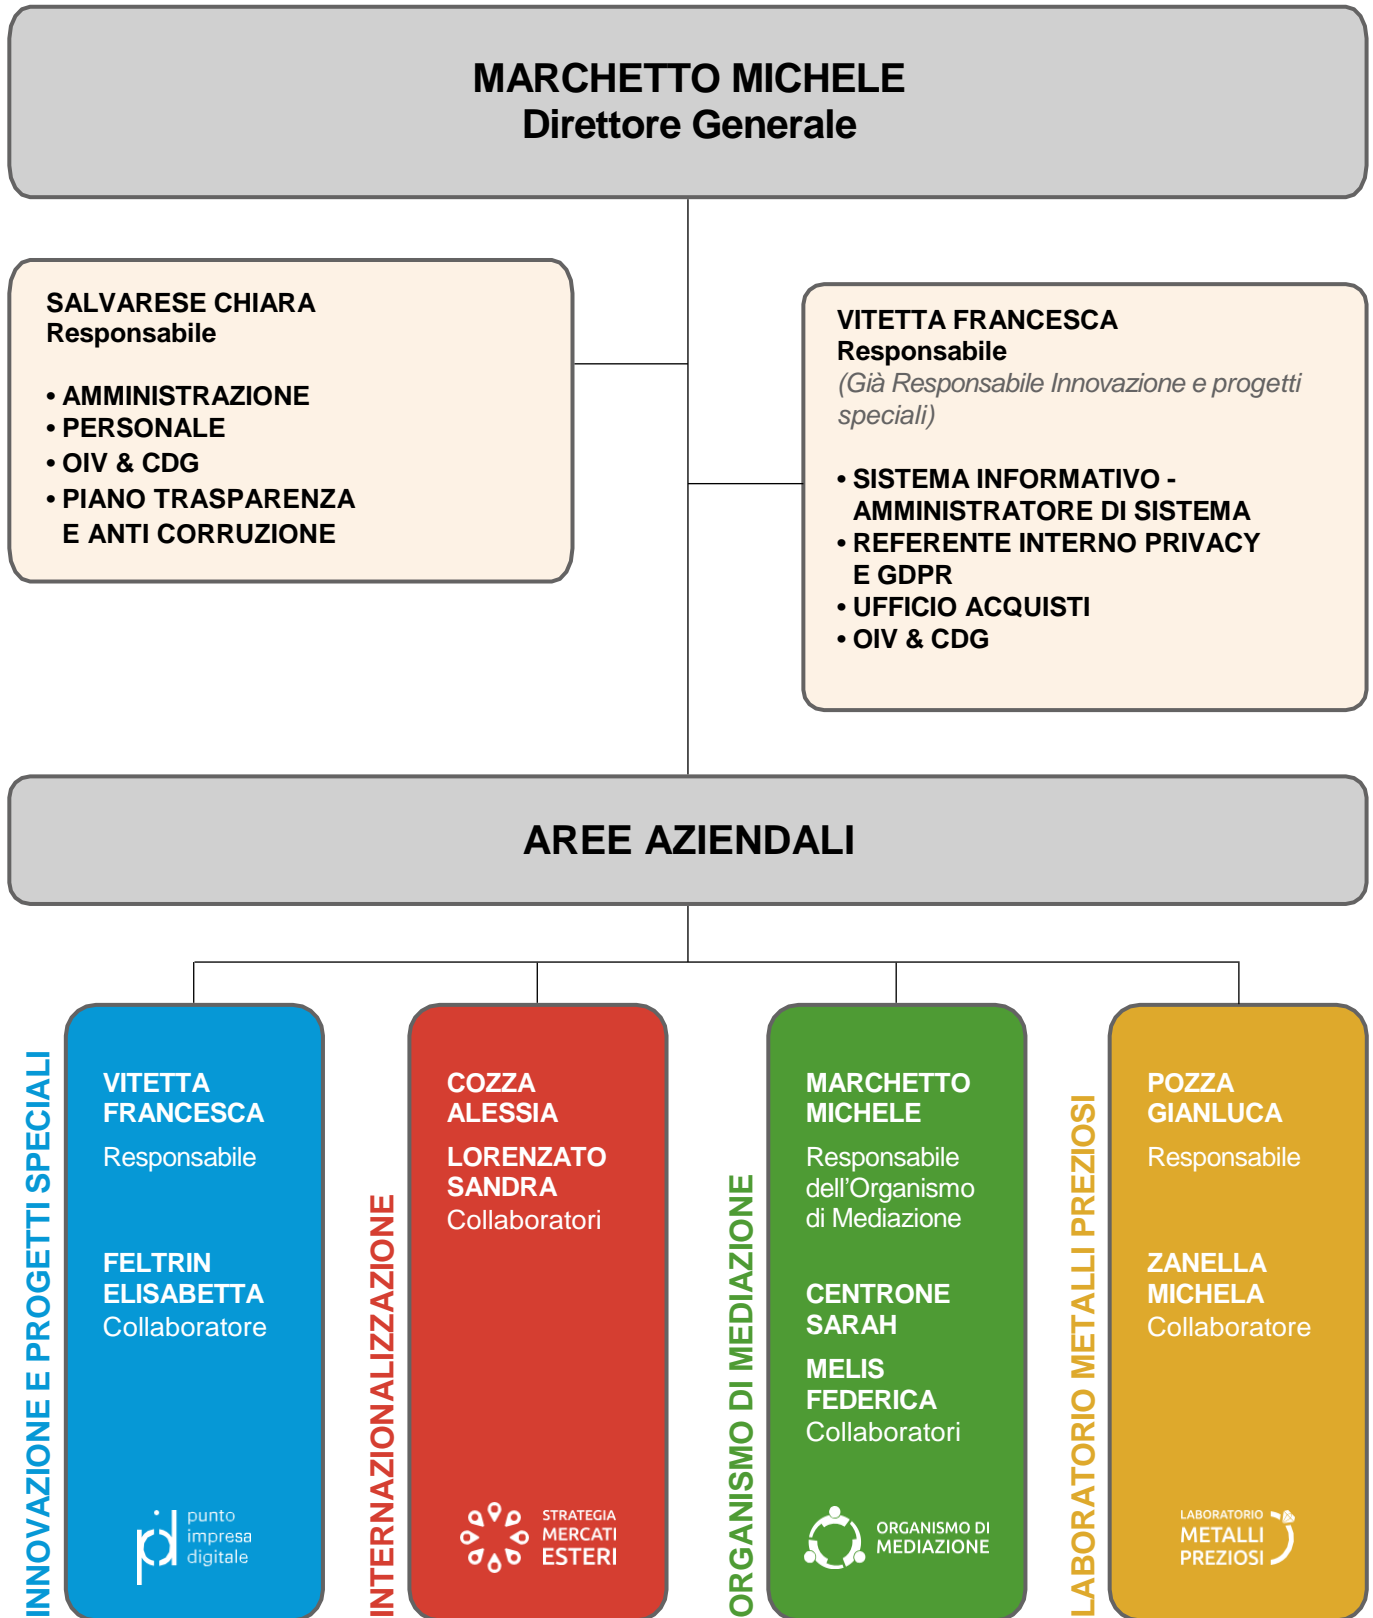 MARCHETTO MICHELE
Direttore Generale
SALVARESE CHIARA
Responsabile
• AMMINISTRAZIONE
• PERSONALE
• OIV & CDG
• PIANO TRASPARENZA
E ANTI CORRUZIONE
VITETTA FRANCESCA
Responsabile
(Già Responsabile Innovazione e progetti
speciali)
• SISTEMA INFORMATIVO -
AMMINISTRATORE DI SISTEMA
• REFERENTE INTERNO PRIVACY
E GDPR
• UFFICIO ACQUISTI
• OIV & CDG
AREE AZIENDALI
INNOVAZIONE E PROGETTI SPECIALI
VITETTA
FRANCESCA
Responsabile
FELTRIN
ELISABETTA
Collaboratore
pid
punto
impresa
digitale
INTERNAZIONALIZZAZIONE
COZZA
ALESSIA
LORENZATO
SANDRA
Collaboratori
STRATEGIA
MERCATI
ESTERI
ORGANISMO DI MEDIAZIONE
MARCHETTO
MICHELE
Responsabile
dell'Organismo
di Mediazione
CENTRONE
SARAH
MELIS
FEDERICA
Collaboratori
ORGANISMO DI
MEDIAZIONE
LABORATORIO METALLI PREZIOSI
POZZA
GIANLUCA
Responsabile
ZANELLA
MICHELA
Collaboratore
LABORATORIO
METALLI
PREZIOSI